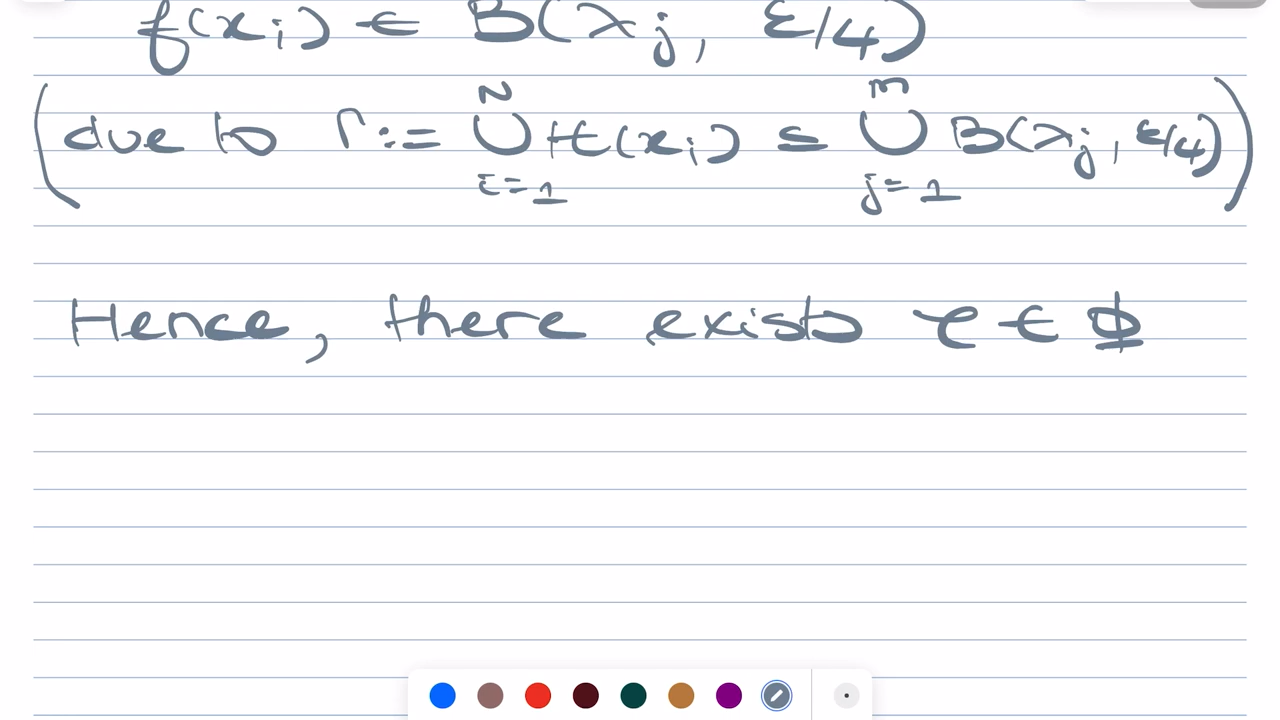 f(xᵢ) ∈ B(λⱼ, ε/4)
(due to Γ := ⋃ᵢ₌₁ᴺ ℋ(xᵢ) ⊆ ⋃ⱼ₌₁ᵐ B(λⱼ, ε/4))
Hence, there exists φ ∈ Φ